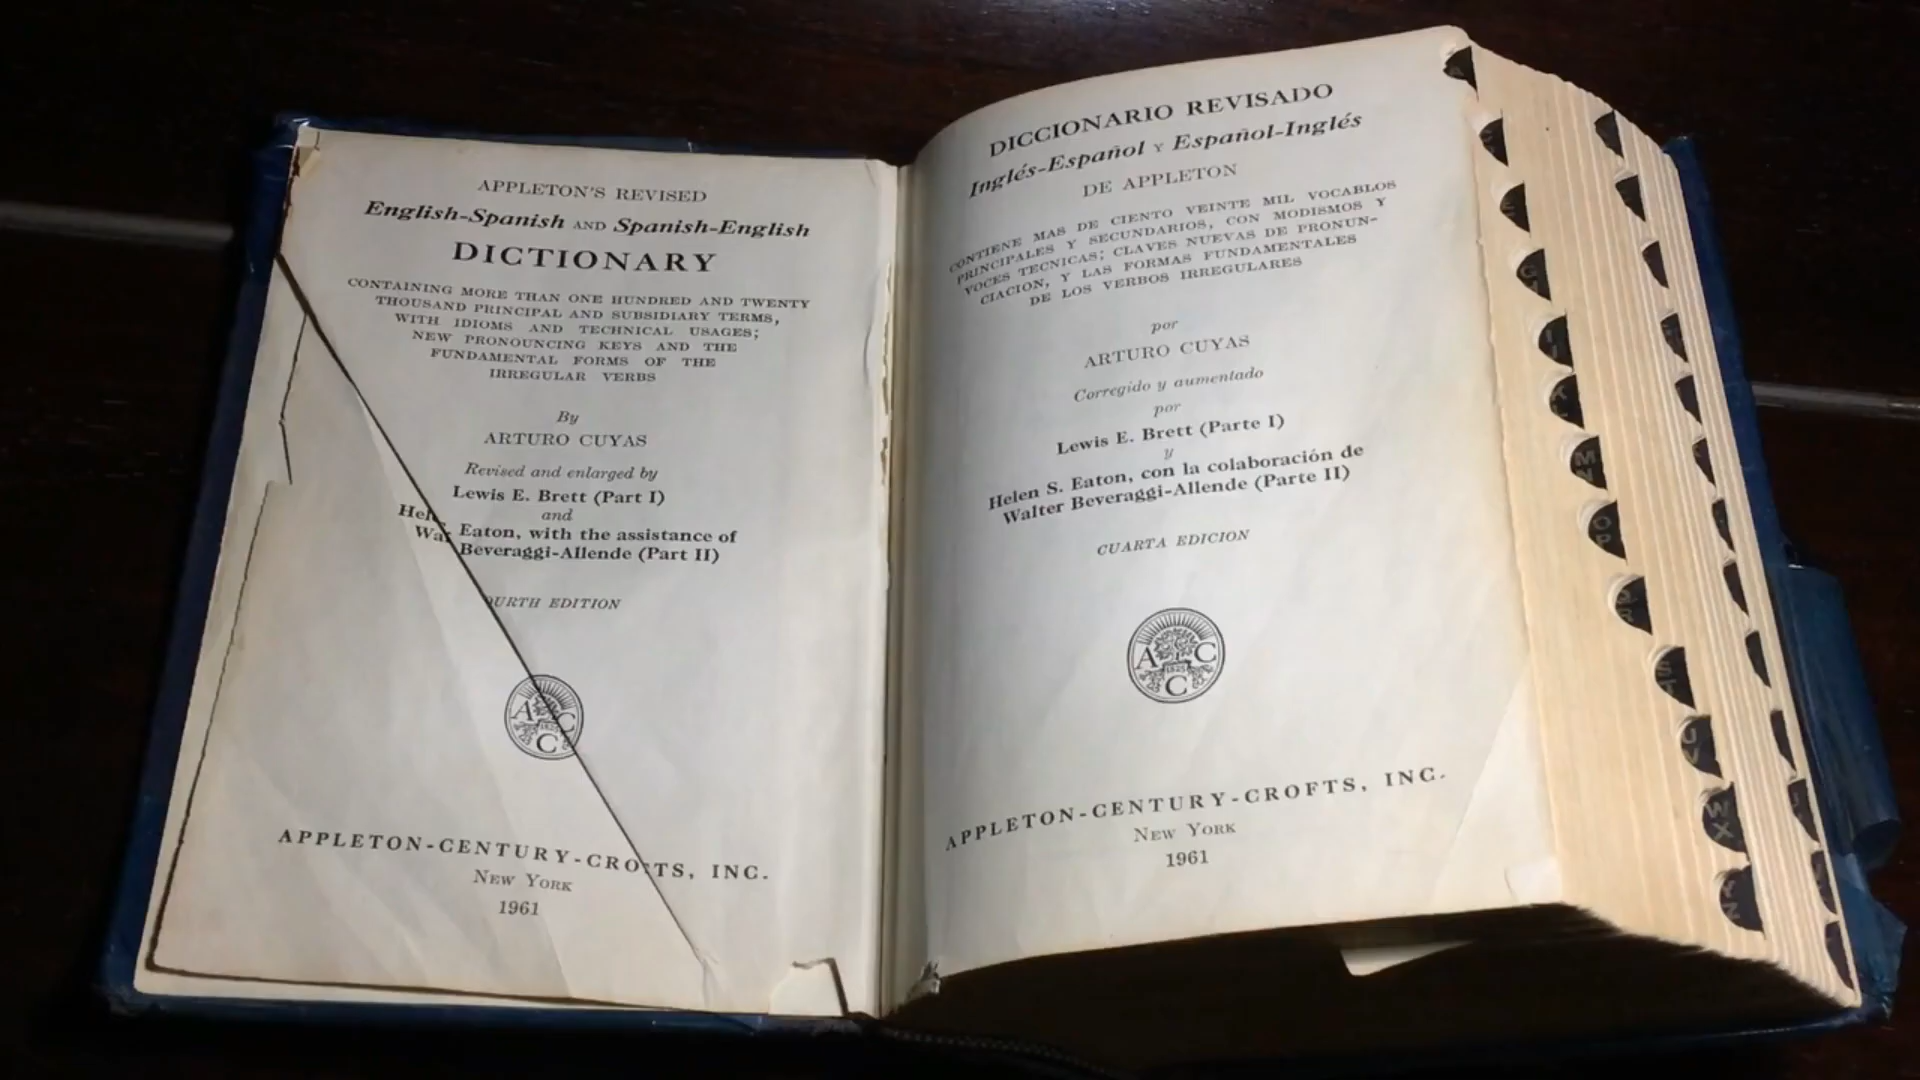 APPLETON'S REVISED
English-Spanish AND Spanish-English
DICTIONARY
CONTAINING MORE THAN ONE HUNDRED AND TWENTY
THOUSAND PRINCIPAL AND SUBSIDIARY TERMS,
WITH IDIOMS AND TECHNICAL USAGES;
NEW PRONOUNCING KEYS AND THE
FUNDAMENTAL FORMS OF THE
IRREGULAR VERBS
By
ARTURO CUYAS
Revised and enlarged by
Lewis E. Brett (Part I)
and
Eaton, with the assistance of
Beveraggi-Allende (Part II)
EDITION
A C
1825
C
APPLETON-CENTURY-CROFTS, INC.
NEW YORK
1961
DICCIONARIO REVISADO
Inglés-Español Y Español-Inglés
DE APPLETON
CONTIENE MAS DE CIENTO VEINTE MIL VOCABLOS
PRINCIPALES Y SECUNDARIOS, CON MODISMOS Y
VOCES TECNICAS; CLAVES NUEVAS DE PRONUN-
CIACION, Y LAS FORMAS FUNDAMENTALES
DE LOS VERBOS IRREGULARES
por
ARTURO CUYAS
Corregido y aumentado
por
Lewis E. Brett (Parte I)
y
Helen S. Eaton, con la colaboración de
Walter Beveraggi-Allende (Parte II)
CUARTA EDICION
A C
1825
C
APPLETON-CENTURY-CROFTS, INC.
NEW YORK
1961
M
N
O
P
S
T
U
V
W
X
Y
Z